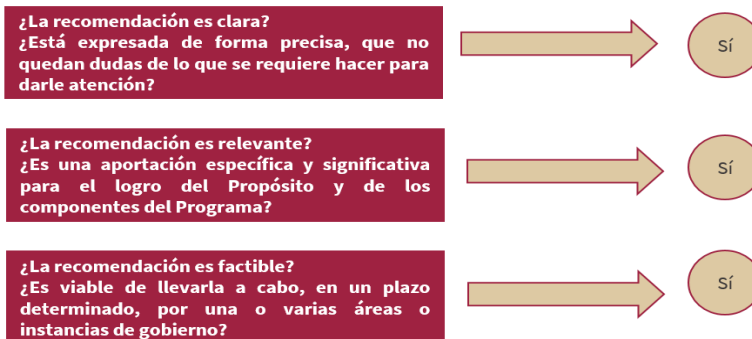 ¿La recomendación es clara?
¿Está expresada de forma precisa, que no
quedan dudas de lo que se requiere hacer para
darle atención?
Sí
¿La recomendación es relevante?
¿Es una aportación específica y significativa
para el logro del Propósito y de los
componentes del Programa?
Sí
¿La recomendación es factible?
¿Es viable de llevarla a cabo, en un plazo
determinado, por una o varias áreas o
instancias de gobierno?
Sí